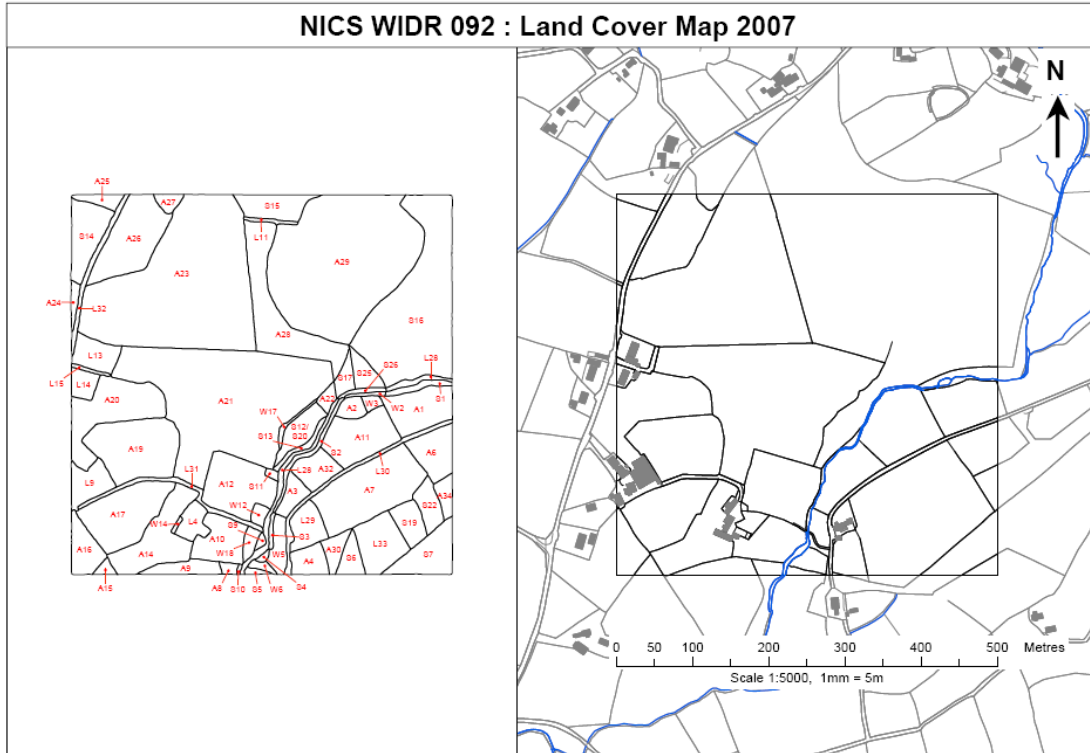 NICS WIDR 092 : Land Cover Map 2007
N
A25
A27
S15
S14
A26
L11
A23
A29
A24
L32
S16
A28
L13
L15
L14
S17
S25
S26
L26
S1
A20
A21
A22
A2
W3
W2
A1
W17
S12/
S20
S13
S2
A11
A6
A19
L30
L28
A32
L9
L31
A12
S11
A3
A7
A34
S22
A17
W14
L4
W12
L29
S19
S9
S3
A10
W18
W5
A16
A14
A4
A30
S6
L33
S7
A15
A9
A8
S10
S5
W6
S4
0 50 100 200 300 400 500 Metres
Scale 1:5000, 1mm = 5m